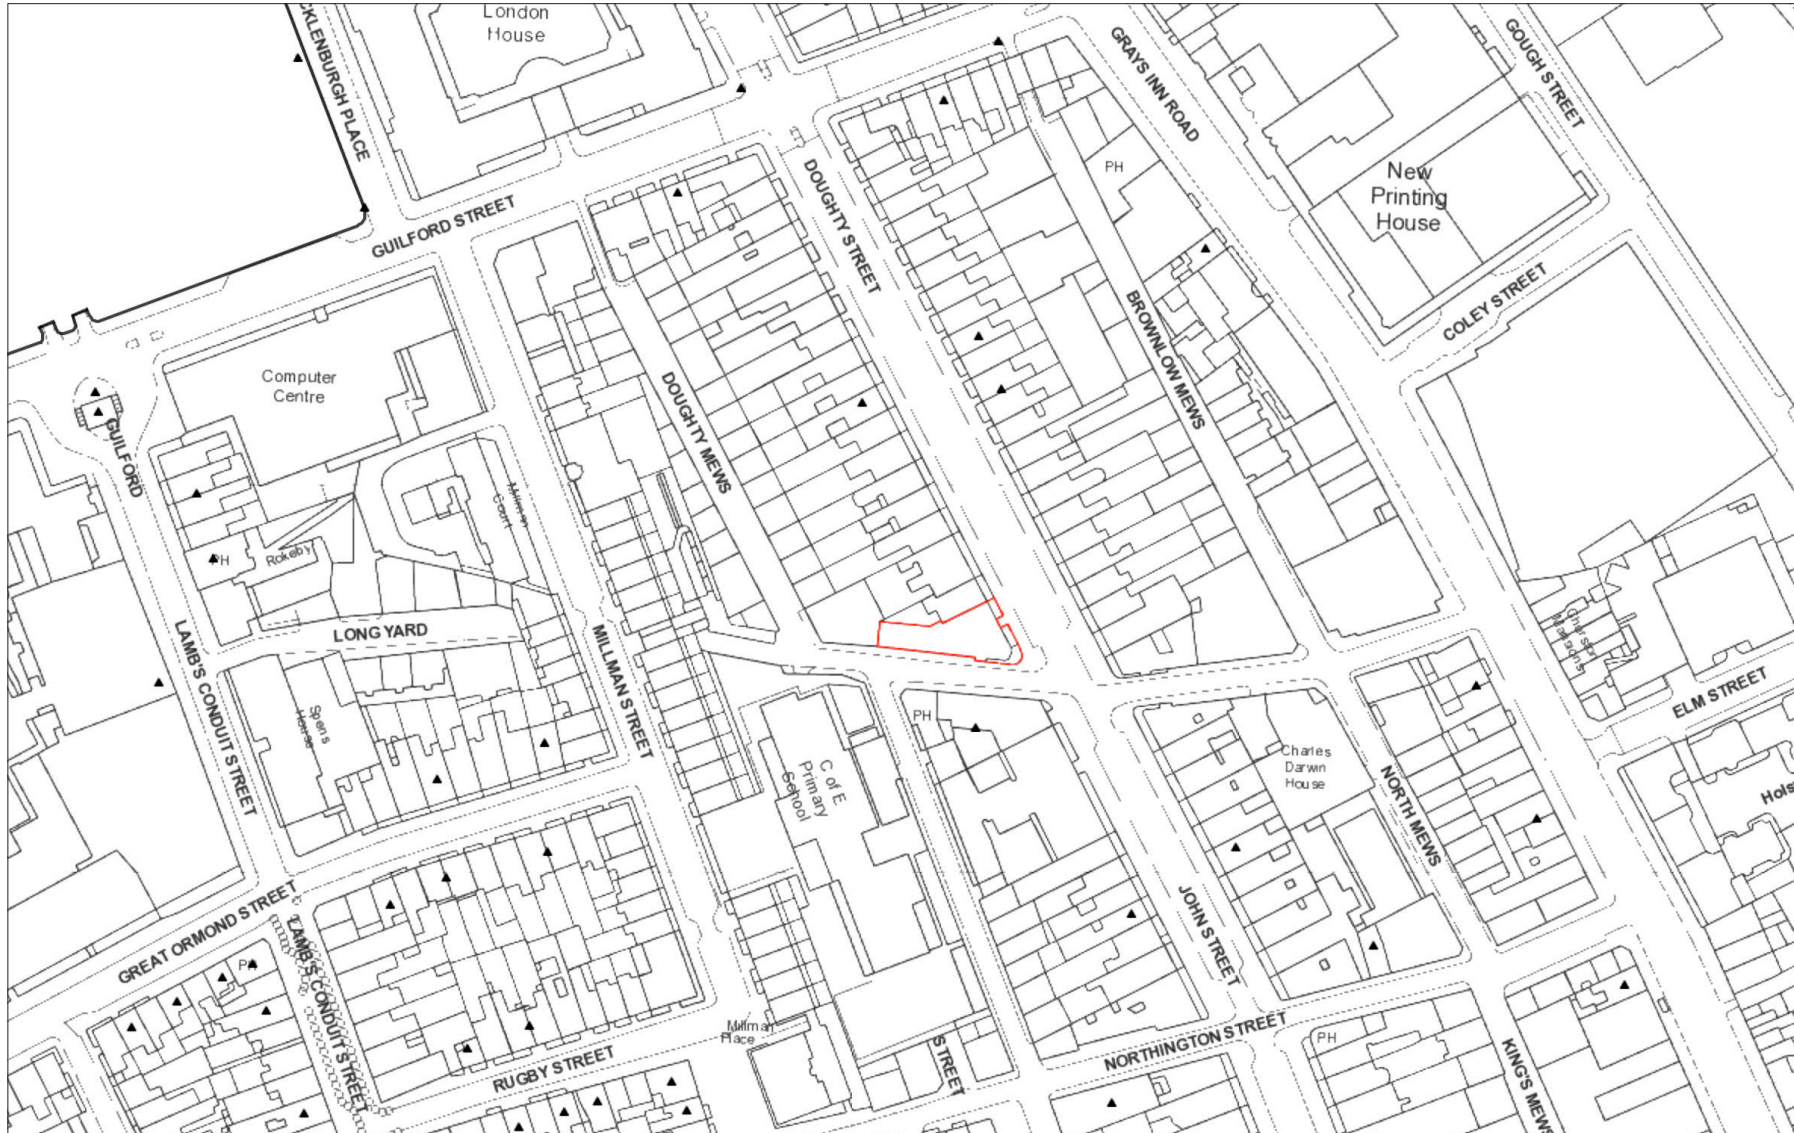 London
House
CKLENBURGH PLACE
GRAYS INN ROAD
GOUGH STREET
PH
New
Printing
House
GUILFORD STREET
DOUGHTY STREET
COLEY STREET
BROWNLOW MEWS
Computer
Centre
DOUGHTY MEWS
GUILFORD
Millman
Court
PH
Rokeby
LONG YARD
LAMB'S CONDUIT STREET
MILLMAN STREET
Mansions
ELM STREET
Spens
House
PH
C of E
Primary
School
Charles
Darwin
House
NORTH MEWS
Hols
JOHN STREET
GREAT ORMOND STREET
LAMB'S CONDUIT STREET
PH
Millman
Place
RUGBY STREET
STREET
NORTHINGTON STREET
PH
KING'S MEWS